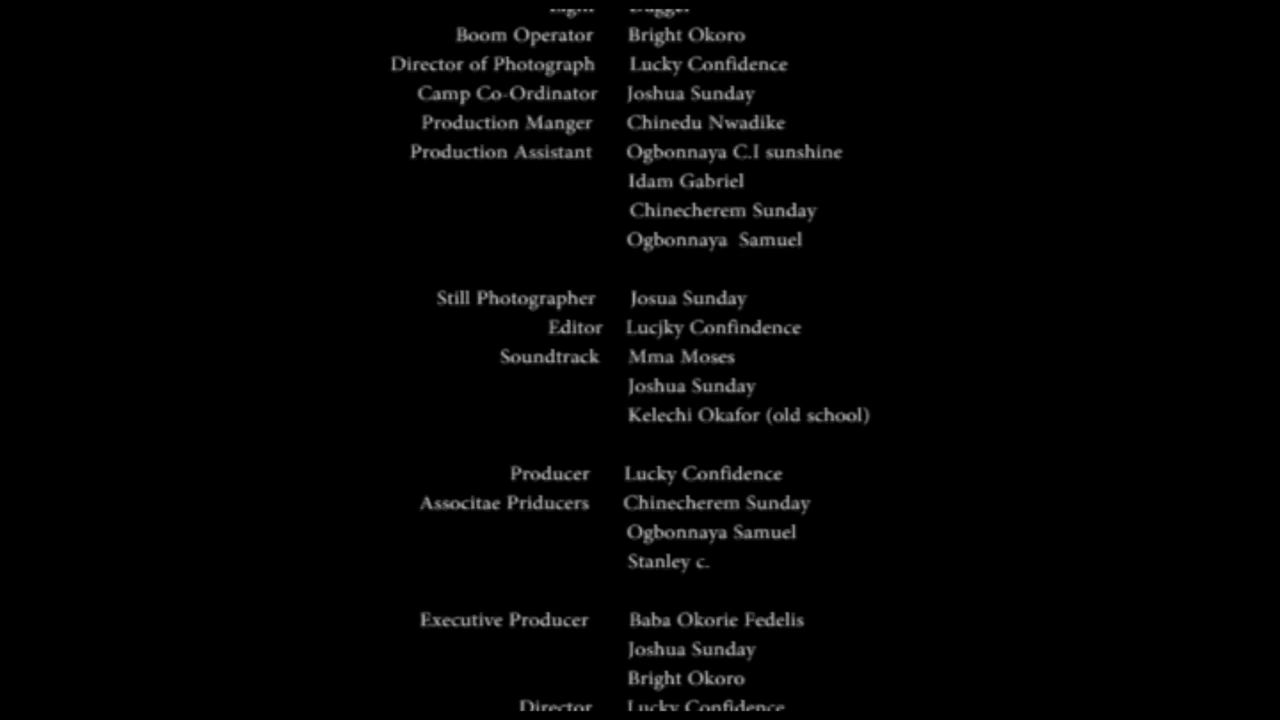 Boom Operator Bright Okoro
Director of Photograph Lucky Confidence
Camp Co-Ordinator Joshua Sunday
Production Manger Chinedu Nwadike
Production Assistant Ogbonnaya C.I sunshine
Idam Gabriel
Chinecherem Sunday
Ogbonnaya Samuel
Still Photographer Josua Sunday
Editor Lucjky Confindence
Soundtrack Mma Moses
Joshua Sunday
Kelechi Okafor (old school)
Producer Lucky Confidence
Associtae Priducers Chinecherem Sunday
Ogbonnaya Samuel
Stanley c.
Executive Producer Baba Okorie Fedelis
Joshua Sunday
Bright Okoro
Director Lucky Confidence